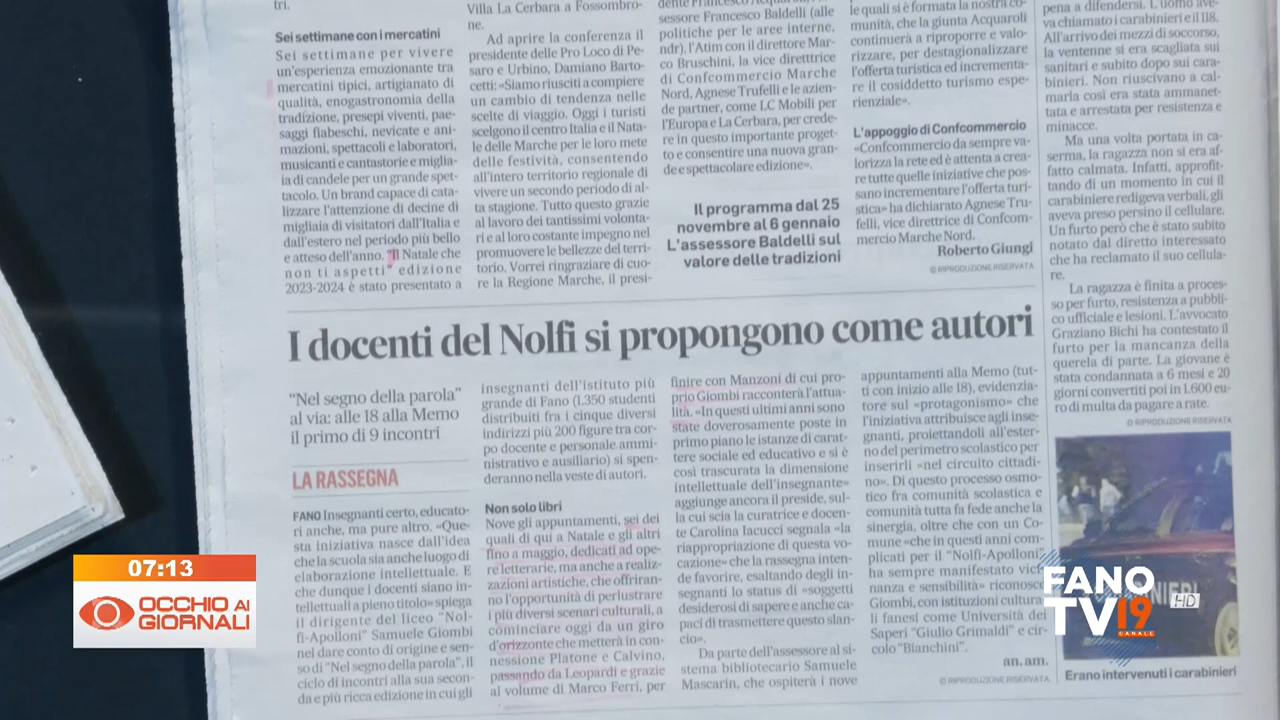 tri.
Sei settimane con i mercatini
Sei settimane per vivere
un'esperienza emozionante tra
mercatini tipici, artigianato di
qualità, enogastronomia della
tradizione, presepi viventi, pae-
saggi fiabeschi, nevicate e ani-
mazioni, spettacoli e laboratori,
musicanti e cantastorie e miglia-
ia di candele per un grande spet-
tacolo. Un brand capace di cata-
lizzare l'attenzione di decine di
migliaia di visitatori dall'Italia e
dall'estero nel periodo più bello
e atteso dell'anno. "Il Natale che
non ti aspetti" edizione
2023-2024 è stato presentato a
Villa La Cerbara a Fossombro-
ne.
Ad aprire la conferenza il
presidente delle Pro Loco di Pe-
saro e Urbino, Damiano Barto-
cetti: «Siamo riusciti a compiere
un cambio di tendenza nelle
scelte di viaggio. Oggi i turisti
scelgono il centro Italia e il Nata-
le delle Marche per le loro mete
delle festività, consentendo
all'intero territorio regionale di
vivere un secondo periodo di al-
ta stagione. Tutto questo grazie
al lavoro dei tantissimi volonta-
ri e al loro costante impegno nel
promuovere le bellezze del terri-
torio. Vorrei ringraziare di cuo-
re la Regione Marche, il presi-
dente Francesco Acquaroli, l'as-
sessore Francesco Baldelli (alle
politiche per le aree interne,
ndr), l'Atim con il direttore Mar-
co Bruschini, la vice direttrice
di Confcommercio Marche
Nord, Agnese Trufelli e le azien-
de partner, come LC Mobili per
l'Europa e La Cerbara, per crede-
re in questo importante proget-
to e consentire una nuova gran-
de e spettacolare edizione».
Il programma dal 25
novembre al 6 gennaio
L'assessore Baldelli sul
valore delle tradizioni
le quali si è formata la nostra co-
munità, che la giunta Acquaroli
continuerà a riproporre e valo-
rizzare, per destagionalizzare
l'offerta turistica ed incrementa-
re il cosiddetto turismo espe-
rienziale».
L'appoggio di Confcommercio
«Confcommercio da sempre va-
lorizza la rete ed è attenta a crea-
re tutte quelle iniziative che pos-
sano incrementare l'offerta turi-
stica» ha dichiarato Agnese Tru-
felli, vice direttrice di Confcom-
mercio Marche Nord.
Roberto Giungi
© RIPRODUZIONE RISERVATA
pena a difendersi. L'uomo ave-
va chiamato i carabinieri e il 118.
All'arrivo dei mezzi di soccorso,
la ventenne si era scagliata sui
sanitari e subito dopo sui cara-
binieri. Non riuscivano a cal-
marla così era stata ammanet-
tata e arrestata per resistenza e
minacce.
Ma una volta portata in ca-
serma, la ragazza non si era af-
fatto calmata. Infatti, approfit-
tando di un momento in cui il
carabiniere redigeva verbali, gli
aveva preso persino il cellulare.
Un furto però che è stato subito
notato dal diretto interessato
che ha reclamato il suo cellula-
re.
La ragazza è finita a proces-
so per furto, resistenza a pubbli-
co ufficiale e lesioni. L'avvocato
Graziano Bichi ha contestato il
furto per la mancanza della
querela di parte. La giovane è
stata condannata a 6 mesi e 20
giorni convertiti poi in 1.600 eu-
ro di multa da pagare a rate.
© RIPRODUZIONE RISERVATA
Erano intervenuti i carabinieri
I docenti del Nolfi si propongono come autori
"Nel segno della parola"
al via: alle 18 alla Memo
il primo di 9 incontri
LA RASSEGNA
FANO Insegnanti certo, educato-
ri anche, ma pure altro. «Que-
sta iniziativa nasce dall'idea
che la scuola sia anche luogo di
elaborazione intellettuale. E
che dunque i docenti siano in-
tellettuali a pieno titolo» spiega
il dirigente del liceo "Nol-
fi-Apolloni" Samuele Giombi
nel dare conto di origine e sen-
so di "Nel segno della parola", il
ciclo di incontri alla sua secon-
da e più ricca edizione in cui gli
insegnanti dell'istituto più
grande di Fano (1.350 studenti
distribuiti fra i cinque diversi
indirizzi più 200 figure tra cor-
po docente e personale ammi-
nistrativo e ausiliario) si spen-
deranno nella veste di autori.
Non solo libri
Nove gli appuntamenti, sei dei
quali di qui a Natale e gli altri
fino a maggio, dedicati ad ope-
re letterarie, ma anche a realiz-
zazioni artistiche, che offriran-
no l'opportunità di perlustrare
i più diversi scenari culturali, a
cominciare oggi da un giro
d'orizzonte che metterà in con-
nessione Platone e Calvino,
passando da Leopardi e grazie
al volume di Marco Ferri, per
finire con Manzoni di cui pro-
prio Giombi racconterà l'attua-
lità. «In questi ultimi anni sono
state doverosamente poste in
primo piano le istanze di carat-
tere sociale ed educativo e si è
così trascurata la dimensione
intellettuale dell'insegnante»
aggiunge ancora il preside, sul-
la cui scia la curatrice e docen-
te Carolina Iacucci segnala «la
riappropriazione di questa vo-
cazione» che la rassegna inten-
de favorire, esaltando degli in-
segnanti lo status di «soggetti
desiderosi di sapere e anche ca-
paci di trasmettere questo slan-
cio».
Da parte dell'assessore al si-
stema bibliotecario Samuele
Mascarin, che ospiterà i nove
appuntamenti alla Memo (tut-
ti con inizio alle 18), evidenzia-
tore sul «protagonismo» che
l'iniziativa attribuisce agli inse-
gnanti, proiettandoli all'ester-
no del perimetro scolastico per
inserirli «nel circuito cittadi-
no». Di questo processo osmo-
tico fra comunità scolastica e
comunità tutta fa fede anche la
sinergia, oltre che con un Co-
mune «che in questi anni com-
plicati per il "Nolfi-Apolloni"
ha sempre manifestato vici-
nanza e sensibilità» riconosce
Giombi, con istituzioni cultura-
li fanesi come Università dei
Saperi "Giulio Grimaldi" e cir-
colo "Bianchini".
an. am.
© RIPRODUZIONE RISERVATA
07:13
OCCHIO AI
GIORNALI
FANO
TV19
CANALE
HD